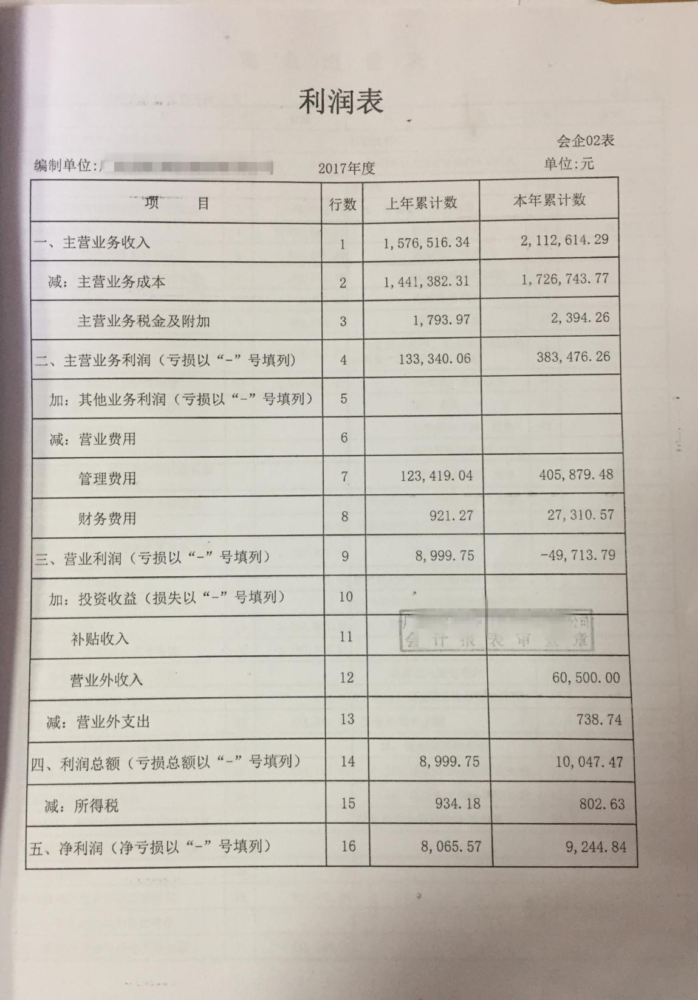 利润表
会企02表
编制单位: 2017年度 单位:元
项 目 行数 上年累计数 本年累计数
一、主营业务收入 1 1,576,516.34 2,112,614.29
减：主营业务成本 2 1,441,382.31 1,726,743.77
主营业务税金及附加 3 1,793.97 2,394.26
二、主营业务利润（亏损以“-”号填列) 4 133,340.06 383,476.26
加：其他业务利润（亏损以“-”号填列） 5
减：营业费用 6
管理费用 7 123,419.04 405,879.48
财务费用 8 921.27 27,310.57
三、营业利润（亏损以“-”号填列） 9 8,999.75 -49,713.79
加：投资收益（损失以“-”号填列） 10
公司
补贴收入 11
会计报表审查章
营业外收入 12 60,500.00
减：营业外支出 13 738.74
四、利润总额（亏损总额以“-”号填列） 14 8,999.75 10,047.47
减：所得税 15 934.18 802.63
五、净利润（净亏损以“-”号填列） 16 8,065.57 9,244.84